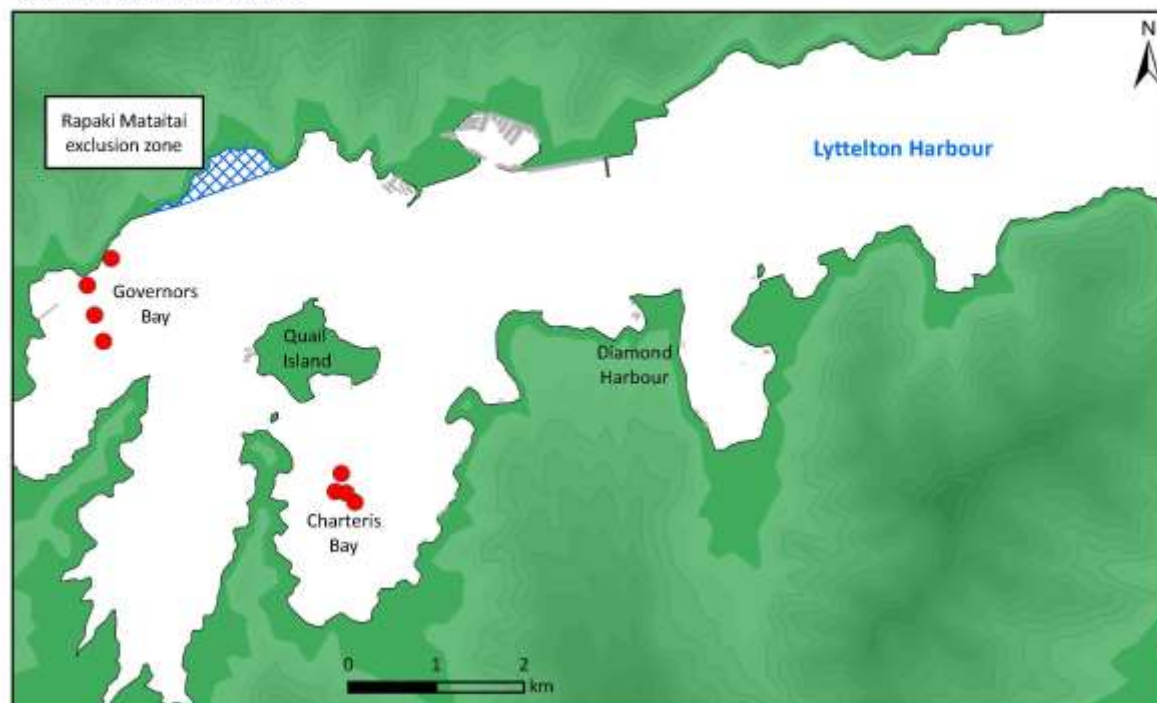 N
Rapaki Mataitai
exclusion zone
Lyttelton Harbour
Governors
Bay
Quail
Island
Diamond
Harbour
Charteris
Bay
0 1 2
km